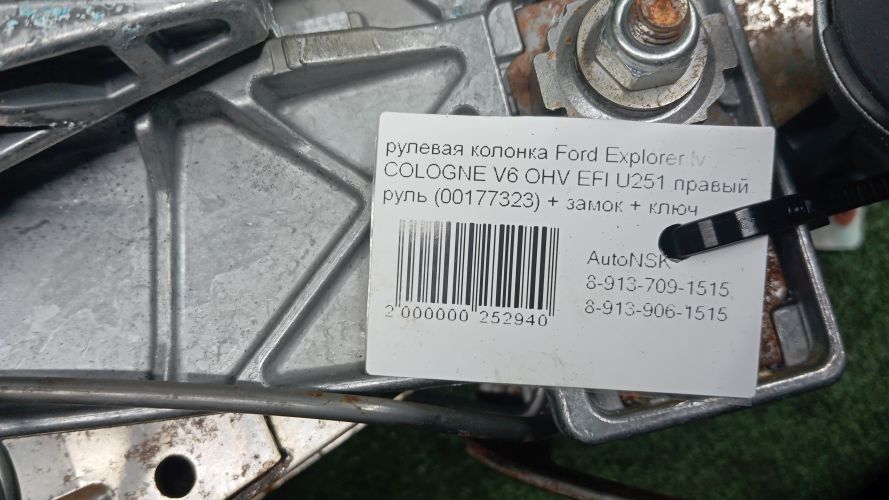 рулевая колонка Ford Explorer Iv
COLOGNE V6 OHV EFI U251 правый
руль (00177323) + замок + ключ
AutoNSK
8-913-709-1515
8-913-906-1515
2 000000 252940